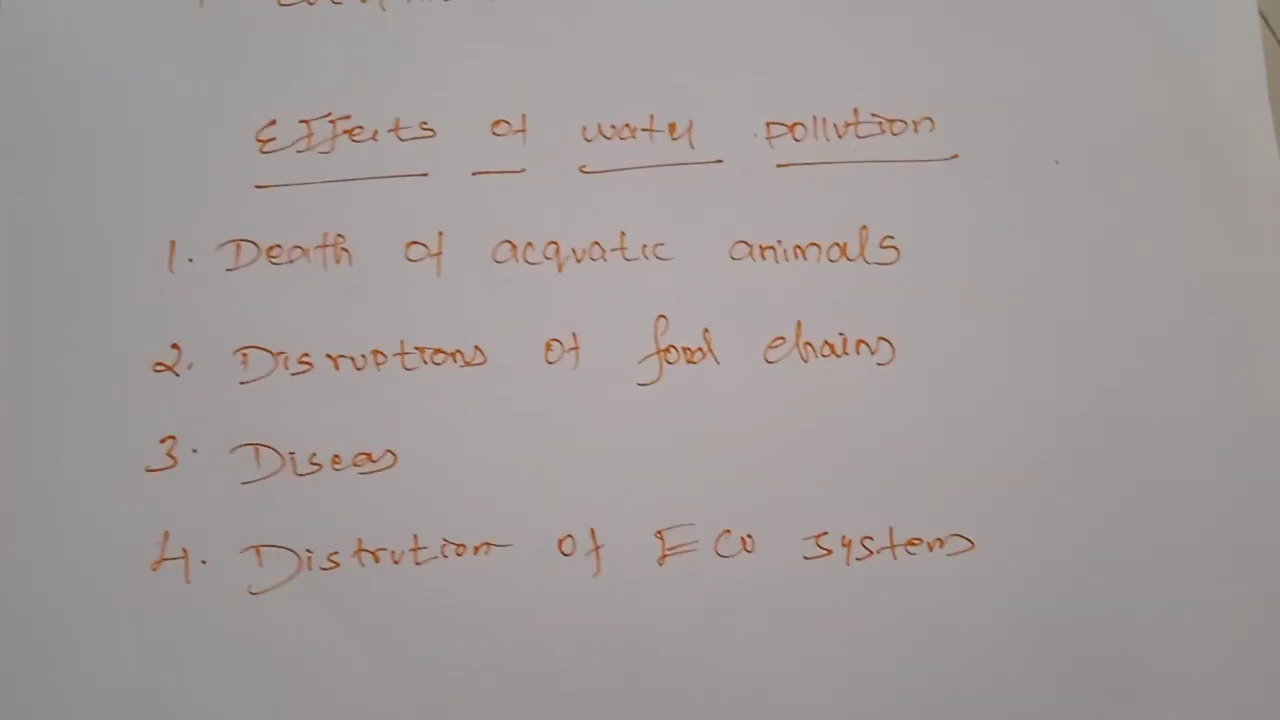 Effects of water pollution
1. Death of acquatic animals
2. Disruptions of food chains
3. Diseas
4. Distrution of Eco systems